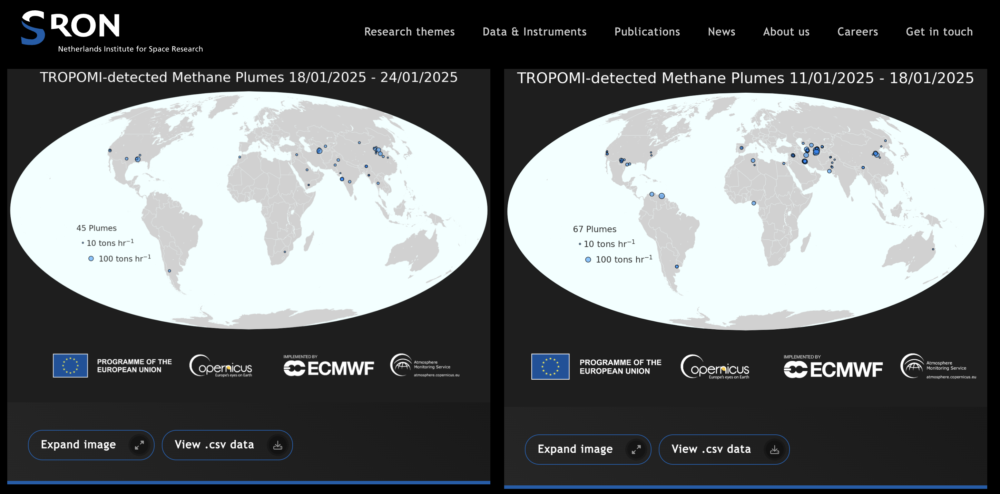 SRON
Netherlands Institute for Space Research
Research themes
Data & Instruments
Publications
News
About us
Careers
Get in touch
TROPOMI-detected Methane Plumes 18/01/2025 - 24/01/2025
45 Plumes
10 tons hr⁻¹
100 tons hr⁻¹
PROGRAMME OF THE
EUROPEAN UNION
Copernicus
Europe's eyes on Earth
IMPLEMENTED BY
ECMWF
Atmosphere
Monitoring Service
atmosphere.copernicus.eu
Expand image
View .csv data
TROPOMI-detected Methane Plumes 11/01/2025 - 18/01/2025
67 Plumes
10 tons hr⁻¹
100 tons hr⁻¹
PROGRAMME OF THE
EUROPEAN UNION
Copernicus
Europe's eyes on Earth
IMPLEMENTED BY
ECMWF
Atmosphere
Monitoring Service
atmosphere.copernicus.eu
Expand image
View .csv data